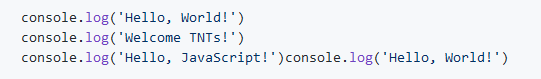 console.log('Hello, World!')
console.log('Welcome TNTs!')
console.log('Hello, JavaScript!')console.log('Hello, World!')